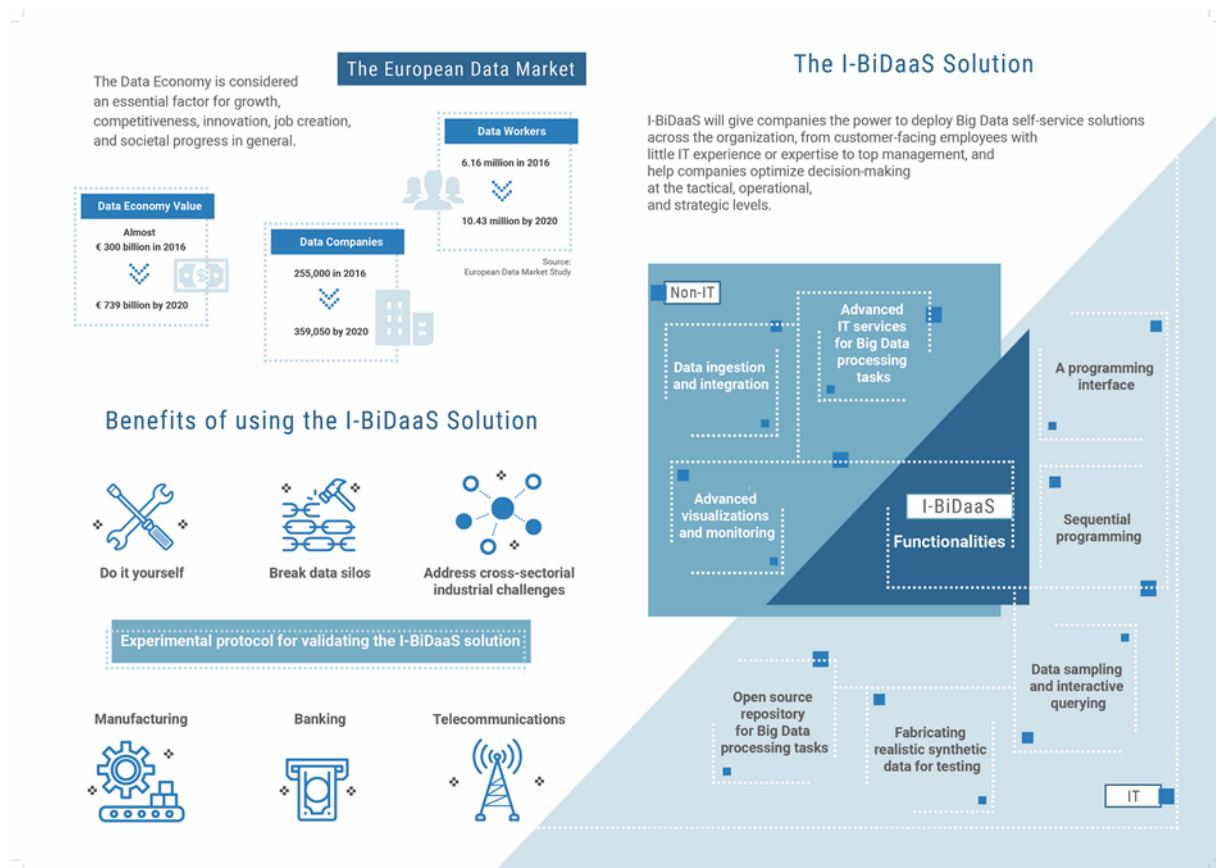 The European Data Market
The Data Economy is considered
an essential factor for growth,
competitiveness, innovation, job creation,
and societal progress in general.
Data Economy Value
Almost
€ 300 billion in 2016
€ 739 billion by 2020
Data Companies
255,000 in 2016
359,050 by 2020
Data Workers
6.16 million in 2016
10.43 million by 2020
Source:
European Data Market Study
Benefits of using the I-BiDaaS Solution
Do it yourself
Break data silos
Address cross-sectorial
industrial challenges
Experimental protocol for validating the I-BiDaaS solution
Manufacturing
Banking
Telecommunications
The I-BiDaaS Solution
I-BiDaaS will give companies the power to deploy Big Data self-service solutions
across the organization, from customer-facing employees with
little IT experience or expertise to top management, and
help companies optimize decision-making
at the tactical, operational,
and strategic levels.
Non-IT
Data ingestion
and integration
Advanced
IT services
for Big Data
processing
tasks
Advanced
visualizations
and monitoring
I-BiDaaS
Functionalities
A programming
interface
Sequential
programming
Data sampling
and interactive
querying
Open source
repository
for Big Data
processing tasks
Fabricating
realistic synthetic
data for testing
IT